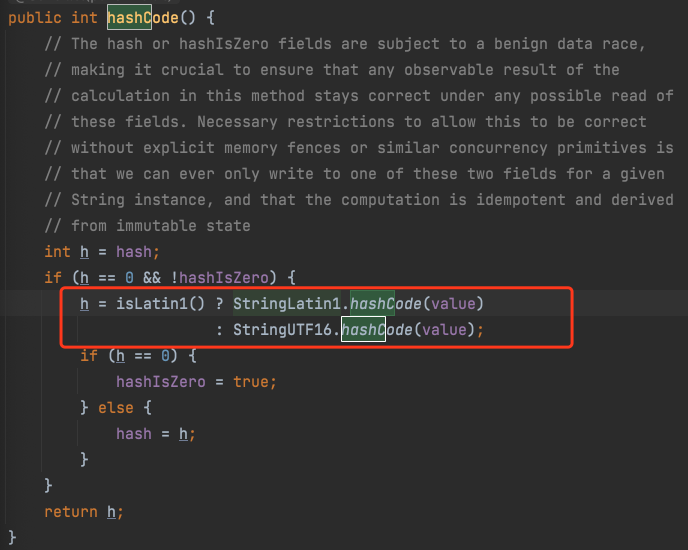 public int hashCode() {
// The hash or hashIsZero fields are subject to a benign data race,
// making it crucial to ensure that any observable result of the
// calculation in this method stays correct under any possible read of
// these fields. Necessary restrictions to allow this to be correct
// without explicit memory fences or similar concurrency primitives is
// that we can ever only write to one of these two fields for a given
// String instance, and that the computation is idempotent and derived
// from immutable state
int h = hash;
if (h == 0 && !hashIsZero) {
h = isLatin1() ? StringLatin1.hashCode(value)
: StringUTF16.hashCode(value);
if (h == 0) {
hashIsZero = true;
} else {
hash = h;
}
}
return h;
}